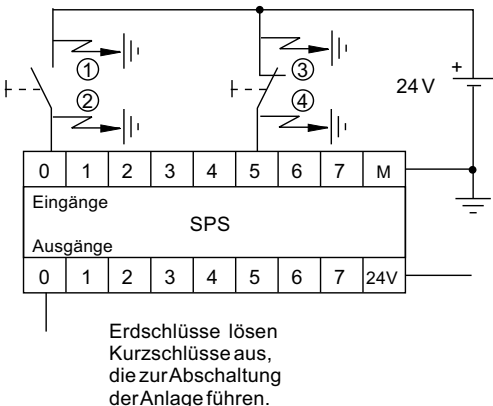 ① ③
② ④
24 V
+
0 1 2 3 4 5 6 7 M
Eingänge
SPS
Ausgänge
0 1 2 3 4 5 6 7 24V
Erdschlüsse lösen
Kurzschlüsse aus,
die zur Abschaltung
der Anlage führen.